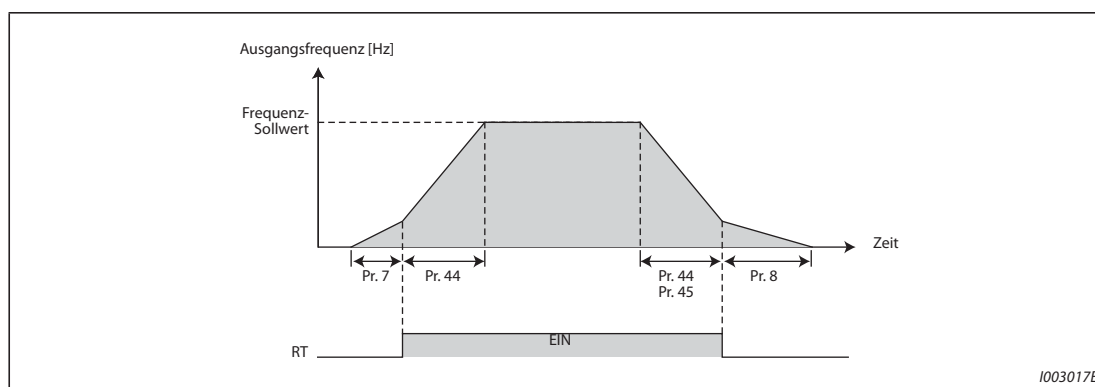 Ausgangsfrequenz [Hz]
Frequenz-
Sollwert
Zeit
Pr. 7
Pr. 44
Pr. 44
Pr. 45
Pr. 8
EIN
RT
I003017E